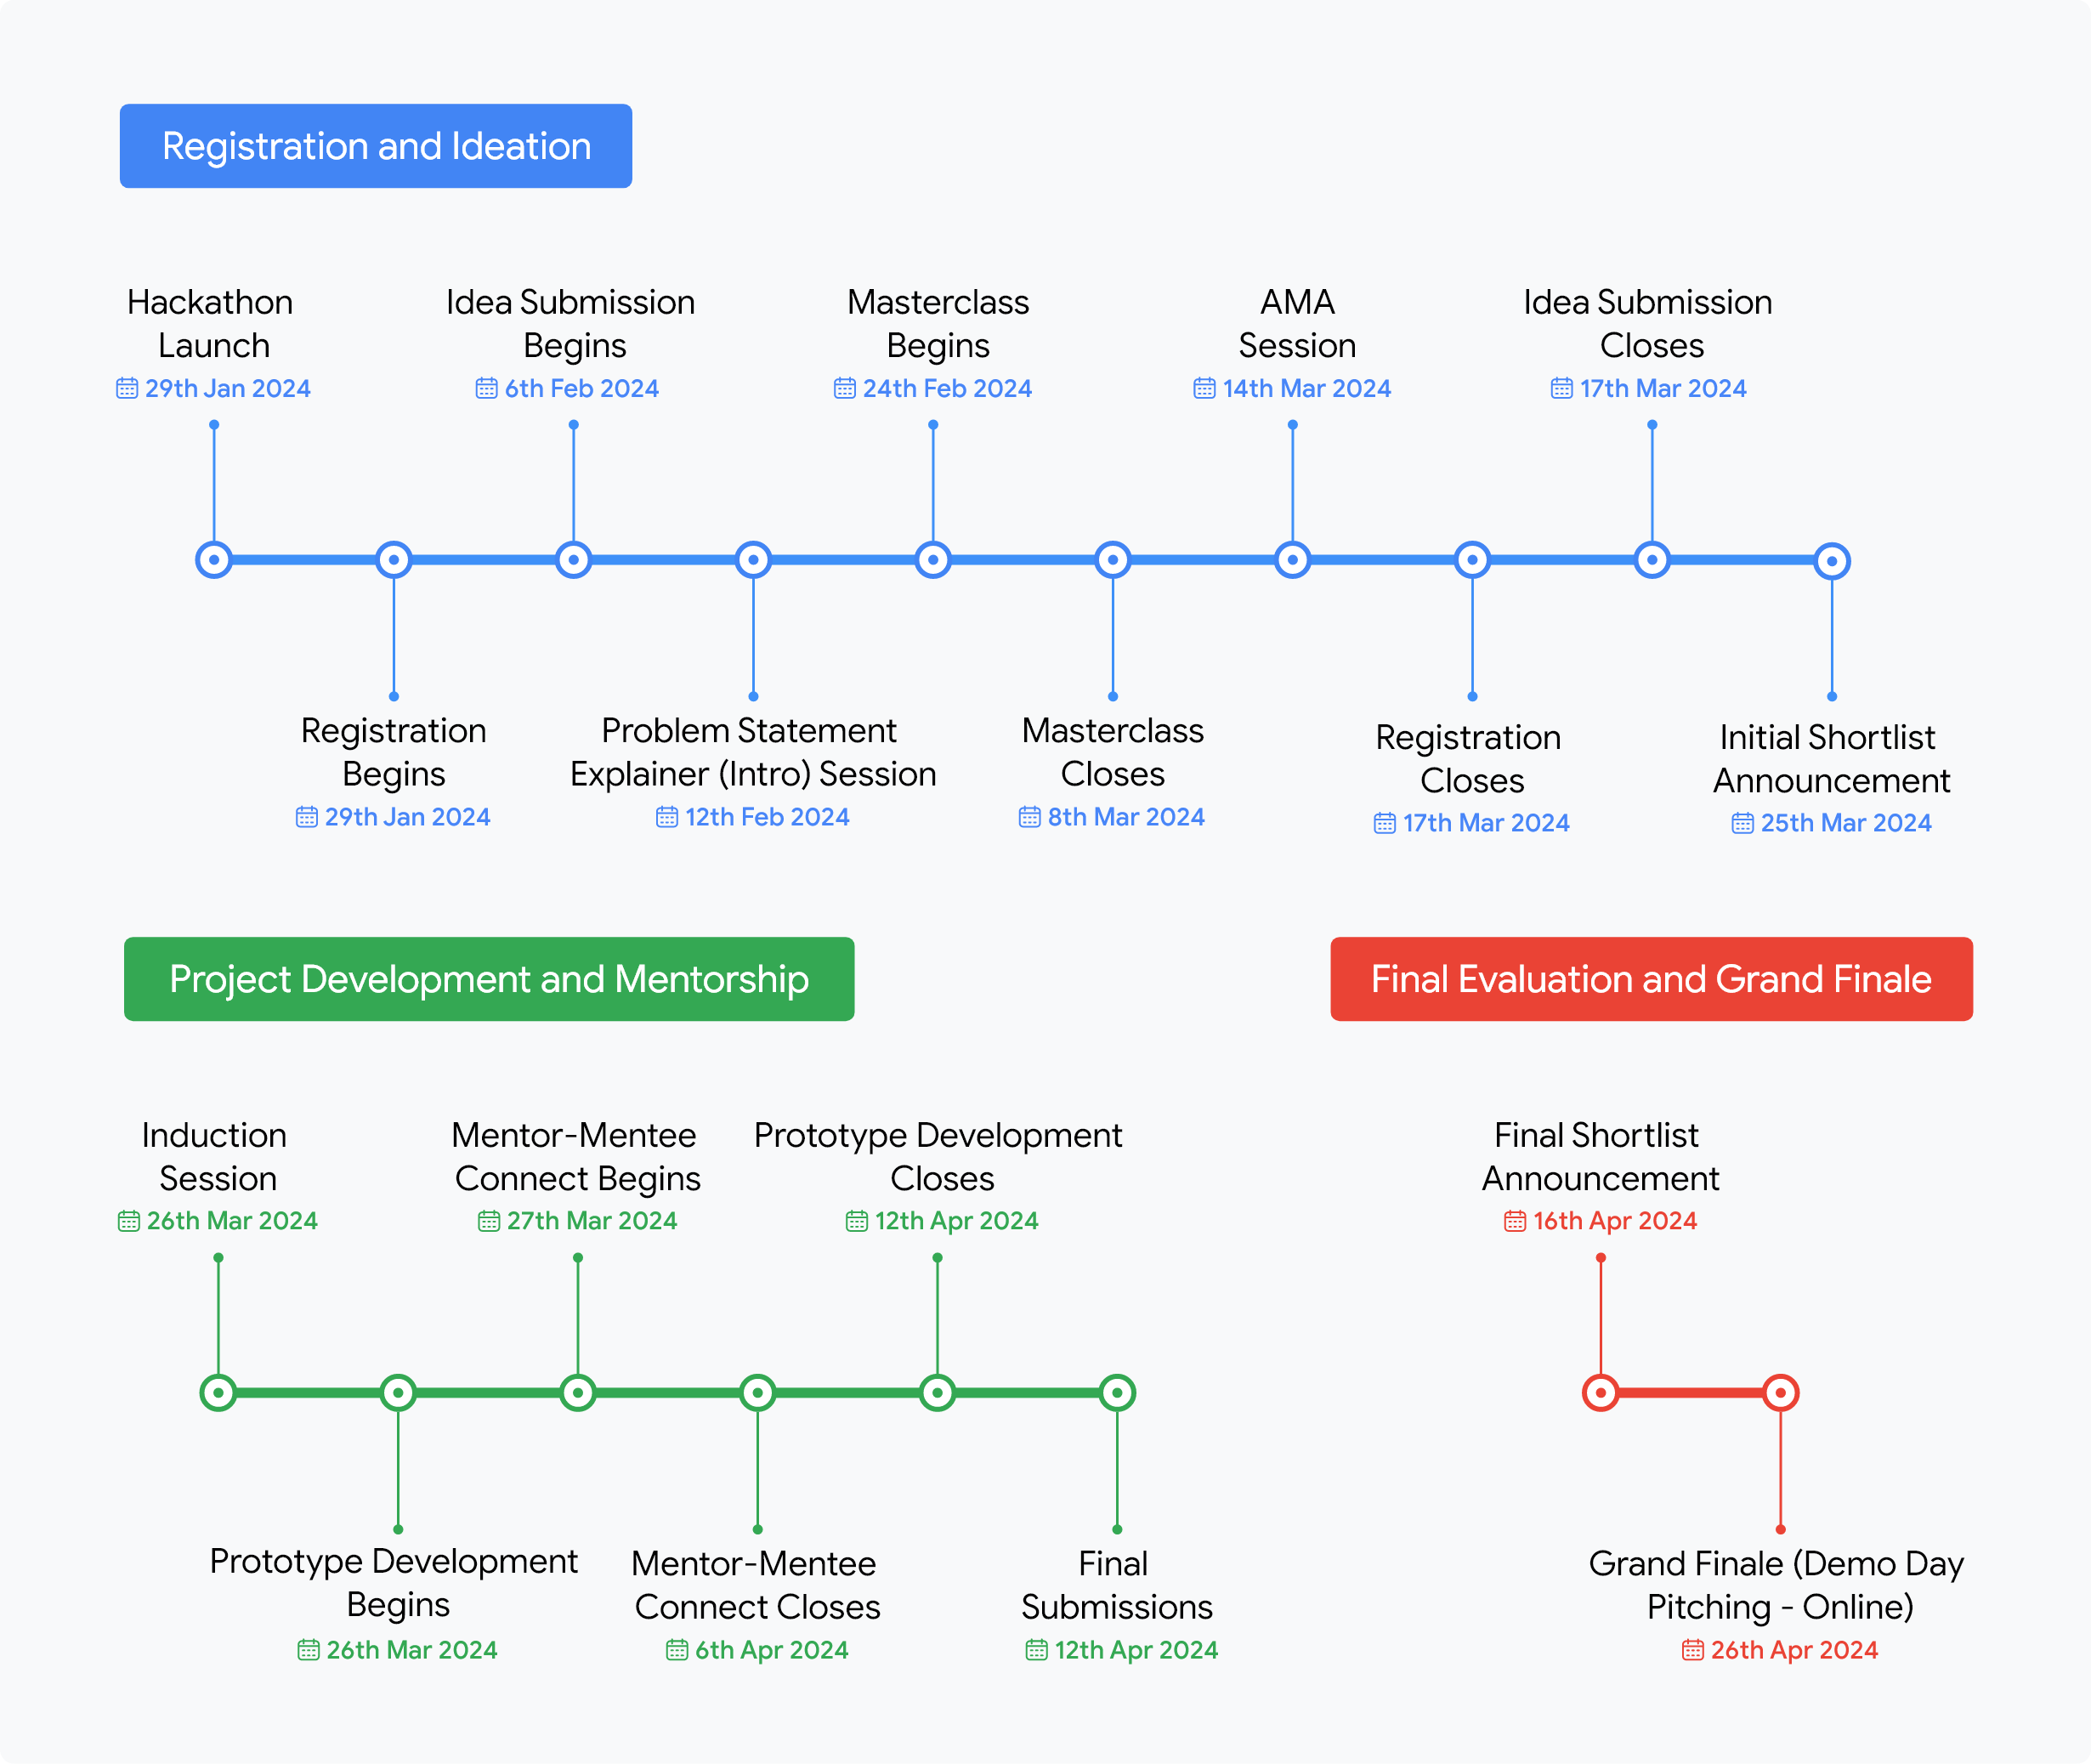 Registration and Ideation
Hackathon
Launch
29th Jan 2024
Idea Submission
Begins
6th Feb 2024
Masterclass
Begins
24th Feb 2024
AMA
Session
14th Mar 2024
Idea Submission
Closes
17th Mar 2024
Registration
Begins
29th Jan 2024
Problem Statement
Explainer (Intro) Session
12th Feb 2024
Masterclass
Closes
8th Mar 2024
Registration
Closes
17th Mar 2024
Initial Shortlist
Announcement
25th Mar 2024
Project Development and Mentorship
Induction
Session
26th Mar 2024
Mentor-Mentee
Connect Begins
27th Mar 2024
Prototype Development
Closes
12th Apr 2024
Prototype Development
Begins
26th Mar 2024
Mentor-Mentee
Connect Closes
6th Apr 2024
Final
Submissions
12th Apr 2024
Final Evaluation and Grand Finale
Final Shortlist
Announcement
16th Apr 2024
Grand Finale (Demo Day
Pitching - Online)
26th Apr 2024